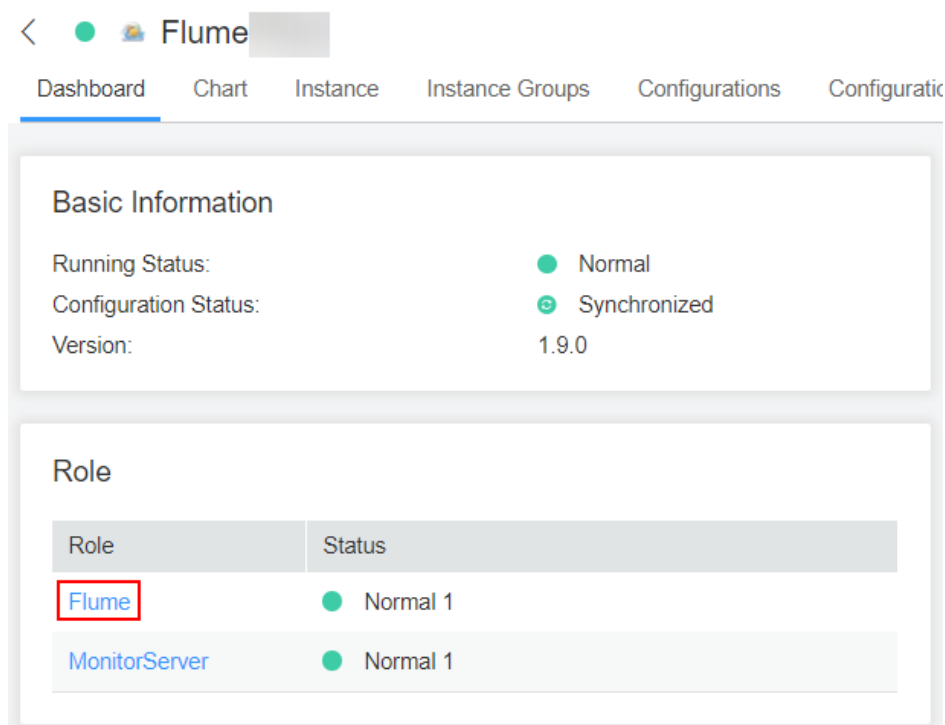 Flume
Dashboard Chart Instance Instance Groups Configurations
Basic Information
Running Status: Normal
Configuration Status: Synchronized
Version: 1.9.0
Role
Role Status
Flume Normal 1
MonitorServer Normal 1